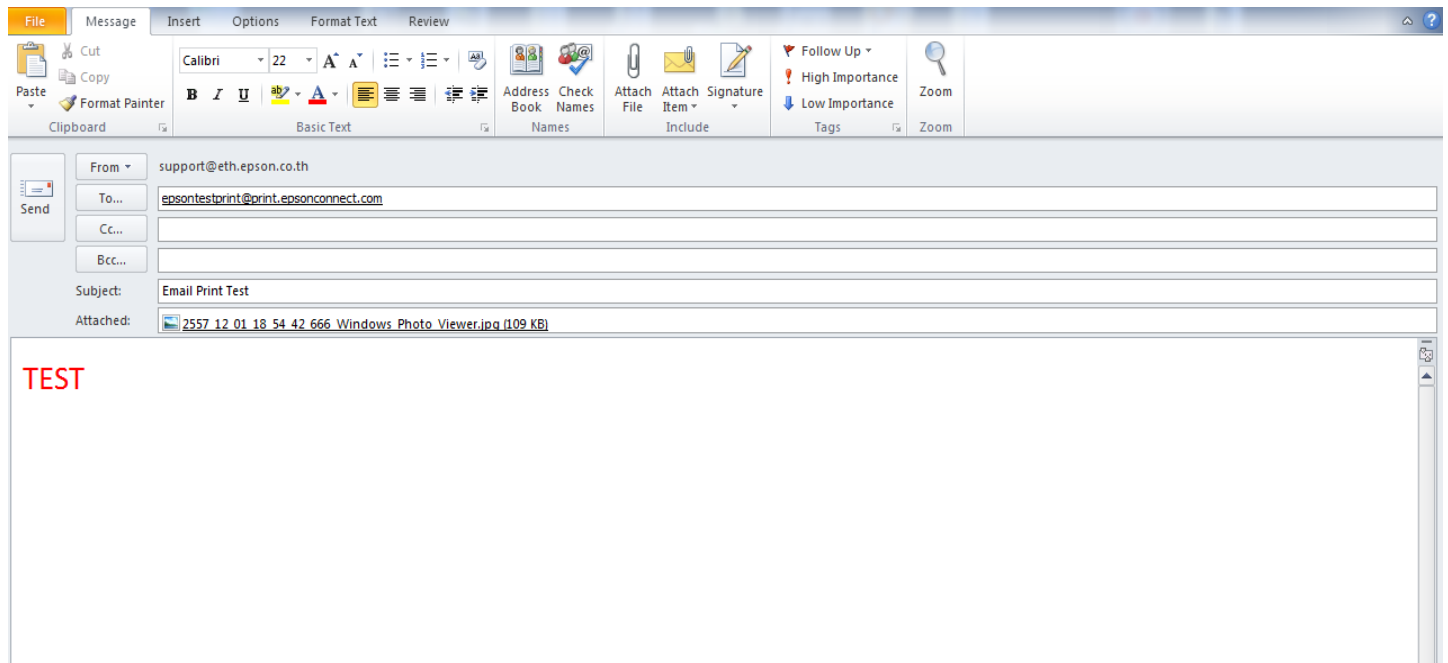 File Message Insert Options Format Text Review
Cut
Copy
Paste
Format Painter
Clipboard
Calibri 22
B I U
Basic Text
Address Book
Check Names
Names
Attach File
Attach Item
Signature
Include
Follow Up
High Importance
Low Importance
Tags
Zoom
Zoom
Send
From support@eth.epson.co.th
To... epsontestprint@print.epsonconnect.com
Cc...
Bcc...
Subject: Email Print Test
Attached: 2557_12_01_18_54_42_666_Windows_Photo_Viewer.jpg (109 KB)
TEST